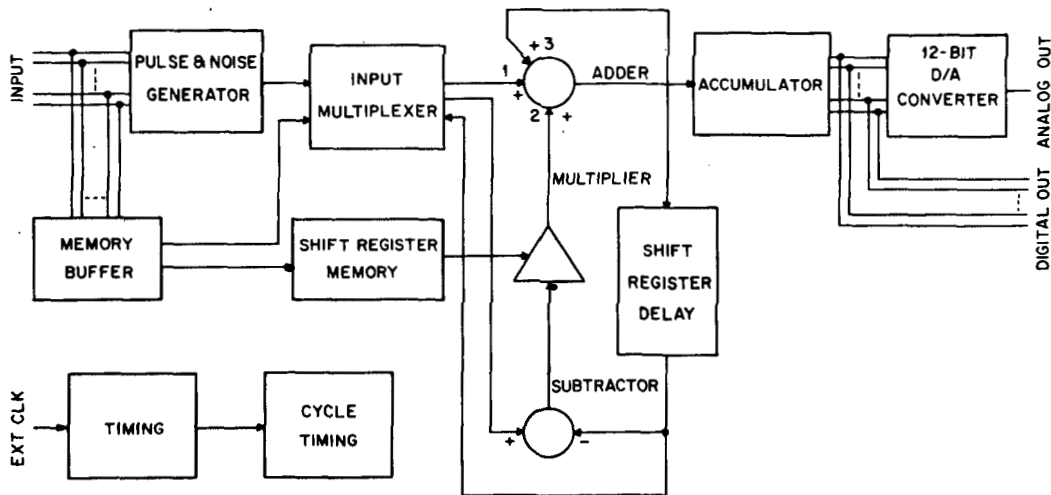 INPUT
PULSE & NOISE
GENERATOR
INPUT
MULTIPLEXER
1
+
+ 3
2
+
ADDER
ACCUMULATOR
12-BIT
D/A
CONVERTER
ANALOG OUT
DIGITAL OUT
MEMORY
BUFFER
SHIFT REGISTER
MEMORY
MULTIPLIER
SHIFT
REGISTER
DELAY
SUBTRACTOR
+
-
EXT CLK
TIMING
CYCLE
TIMING